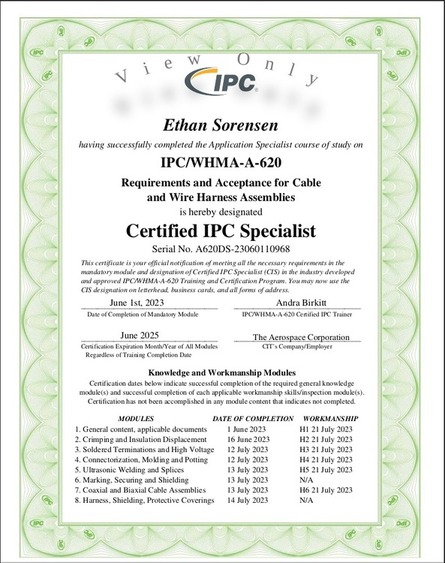 View Only
IPC
Ethan Sorensen
having successfully completed the Application Specialist course of study on
IPC/WHMA-A-620
Requirements and Acceptance for Cable
and Wire Harness Assemblies
is hereby designated
Certified IPC Specialist
Serial No. A620DS-23060110968
This certificate is your official notification of meeting all the necessary requirements in the
mandatory module and designation of Certified IPC Specialist (CIS) in the industry developed
and approved IPC/WHMA-A-620 Training and Certification Program. You may now use the
CIS designation on letterhead, business cards, and all forms of address.
June 1st, 2023 Andra Birkitt
Date of Completion of Mandatory Module IPC/WHMA-A-620 Certified IPC Trainer
June 2025 The Aerospace Corporation
Certification Expiration Month/Year of All Modules CIT's Company/Employer
Regardless of Training Completion Date
Knowledge and Workmanship Modules
Certification dates below indicate successful completion of the required general knowledge
module(s) and successful completion of each applicable workmanship skills/inspection module(s).
Certification has not been accomplished in any module content that indicates not completed.
MODULES DATE OF COMPLETION WORKMANSHIP
1. General content, applicable documents 1 June 2023 H1 21 July 2023
2. Crimping and Insulation Displacement 16 June 2023 H2 21 July 2023
3. Soldered Terminations and High Voltage 12 July 2023 H3 21 July 2023
4. Connectorization, Molding and Potting 12 July 2023 H4 21 July 2023
5. Ultrasonic Welding and Splices 13 July 2023 H5 21 July 2023
6. Marking, Securing and Shielding 13 July 2023 N/A
7. Coaxial and Biaxial Cable Assemblies 13 July 2023 H6 21 July 2023
8. Harness, Shielding, Protective Coverings 14 July 2023 N/A
IPC
IPC